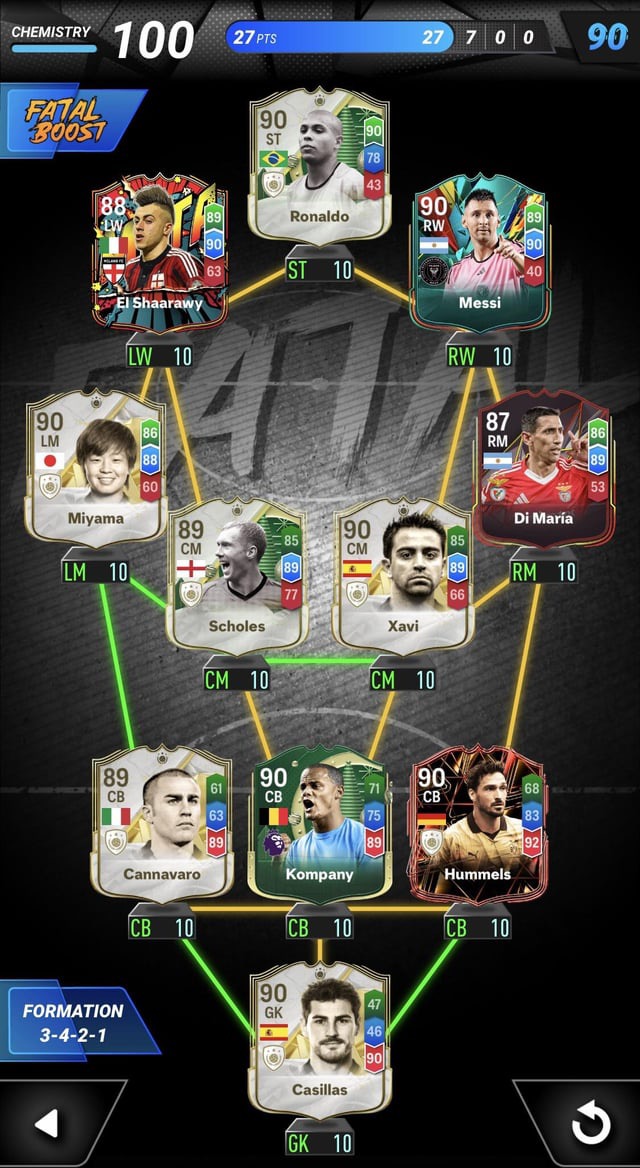 CHEMISTRY 100
27 PTS 27 7 0 0
90
FATAL
BOOST
90
ST
90
78
43
Ronaldo
ST 10
88
LW
89
90
63
El Shaarawy
LW 10
90
RW
89
90
40
Messi
RW 10
90
LM
86
88
60
Miyama
LM 10
89
CM
85
89
77
Scholes
CM 10
90
CM
85
89
66
Xavi
CM 10
87
RM
86
89
53
Di María
RM 10
89
CB
61
63
89
Cannavaro
CB 10
90
CB
71
75
89
Kompany
CB 10
90
CB
68
83
92
Hummels
CB 10
90
GK
47
46
90
Casillas
GK 10
FORMATION
3-4-2-1